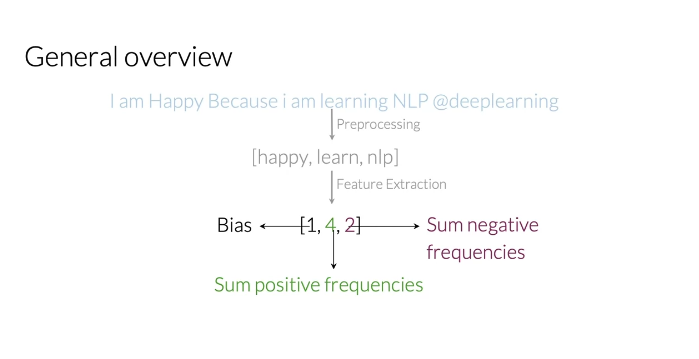 General overview
I am Happy Because i am learning NLP @deeplearning
Preprocessing
[happy, learn, nlp]
Feature Extraction
Bias [1, 4, 2] Sum negative
frequencies
Sum positive frequencies